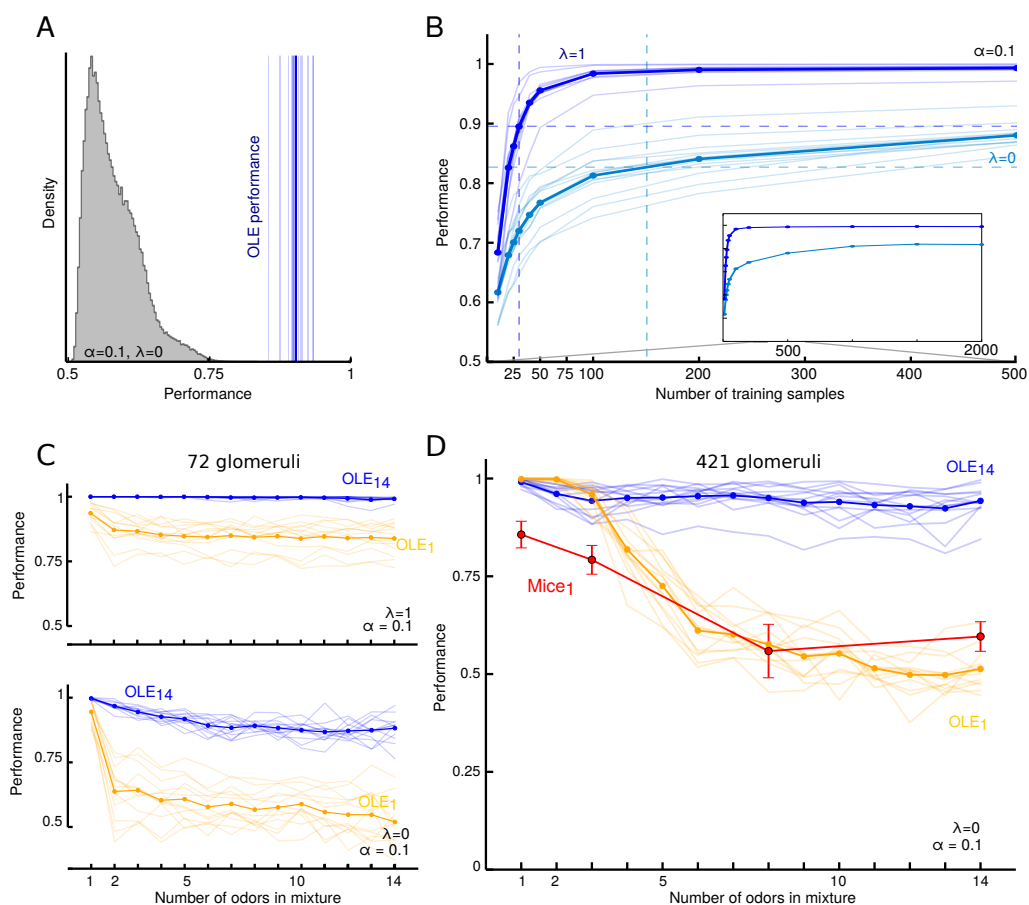 A
Density
OLE performance
α=0.1, λ=0
0.5
0.75
1
Performance
B
λ=1
α=0.1
1
0.9
0.8
0.7
0.6
0.5
Performance
λ=0
500
2000
25
50
75
100
200
300
400
500
Number of training samples
C
72 glomeruli
OLE14
1
0.75
0.5
Performance
OLE1
λ=1
α = 0.1
OLE14
1
0.75
0.5
Performance
OLE1
λ=0
α = 0.1
1
2
5
10
14
Number of odors in mixture
D
421 glomeruli
OLE14
1
0.75
0.5
0.25
0
Performance
Mice1
OLE1
λ=0
α = 0.1
1
2
5
10
14
Number of odors in mixture